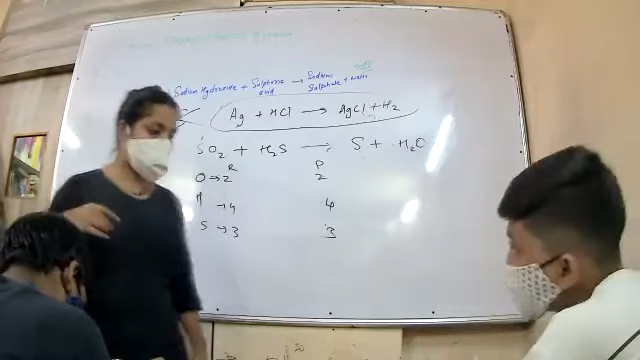 Sodium Hydroxide + Sulphuric acid → Sodium Sulphate + water
Ag + HCl → AgCl + H₂
SO₂ + H₂S → S + H₂O
R P
O → 2 2
H → 4 4
S → 3 3